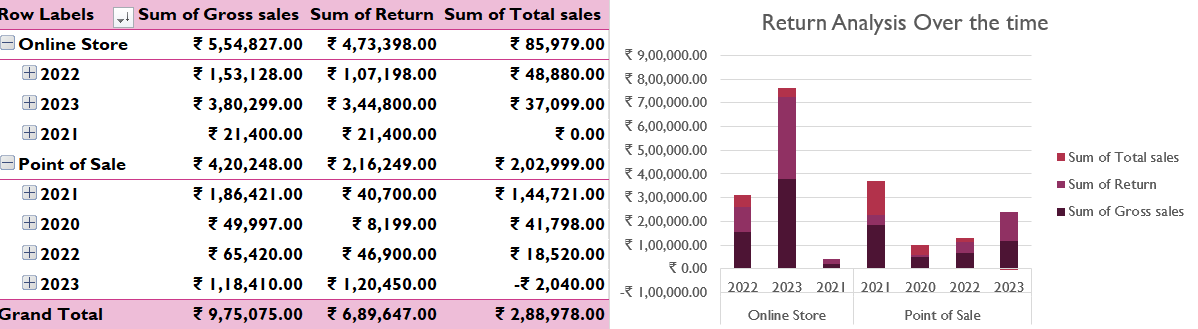 Row Labels Sum of Gross sales Sum of Return Sum of Total sales
Online Store ₹ 5,54,827.00 ₹ 4,73,398.00 ₹ 85,979.00
2022 ₹ 1,53,128.00 ₹ 1,07,198.00 ₹ 48,880.00
2023 ₹ 3,80,299.00 ₹ 3,44,800.00 ₹ 37,099.00
2021 ₹ 21,400.00 ₹ 21,400.00 ₹ 0.00
Point of Sale ₹ 4,20,248.00 ₹ 2,16,249.00 ₹ 2,02,999.00
2021 ₹ 1,86,421.00 ₹ 40,700.00 ₹ 1,44,721.00
2020 ₹ 49,997.00 ₹ 8,199.00 ₹ 41,798.00
2022 ₹ 65,420.00 ₹ 46,900.00 ₹ 18,520.00
2023 ₹ 1,18,410.00 ₹ 1,20,450.00 -₹ 2,040.00
Grand Total ₹ 9,75,075.00 ₹ 6,89,647.00 ₹ 2,88,978.00
Return Analysis Over the time
₹ 9,00,000.00
₹ 8,00,000.00
₹ 7,00,000.00
₹ 6,00,000.00
₹ 5,00,000.00
₹ 4,00,000.00
₹ 3,00,000.00
₹ 2,00,000.00
₹ 1,00,000.00
₹ 0.00
-₹ 1,00,000.00
2022 2023 2021 2021 2020 2022 2023
Online Store Point of Sale
Sum of Total sales
Sum of Return
Sum of Gross sales